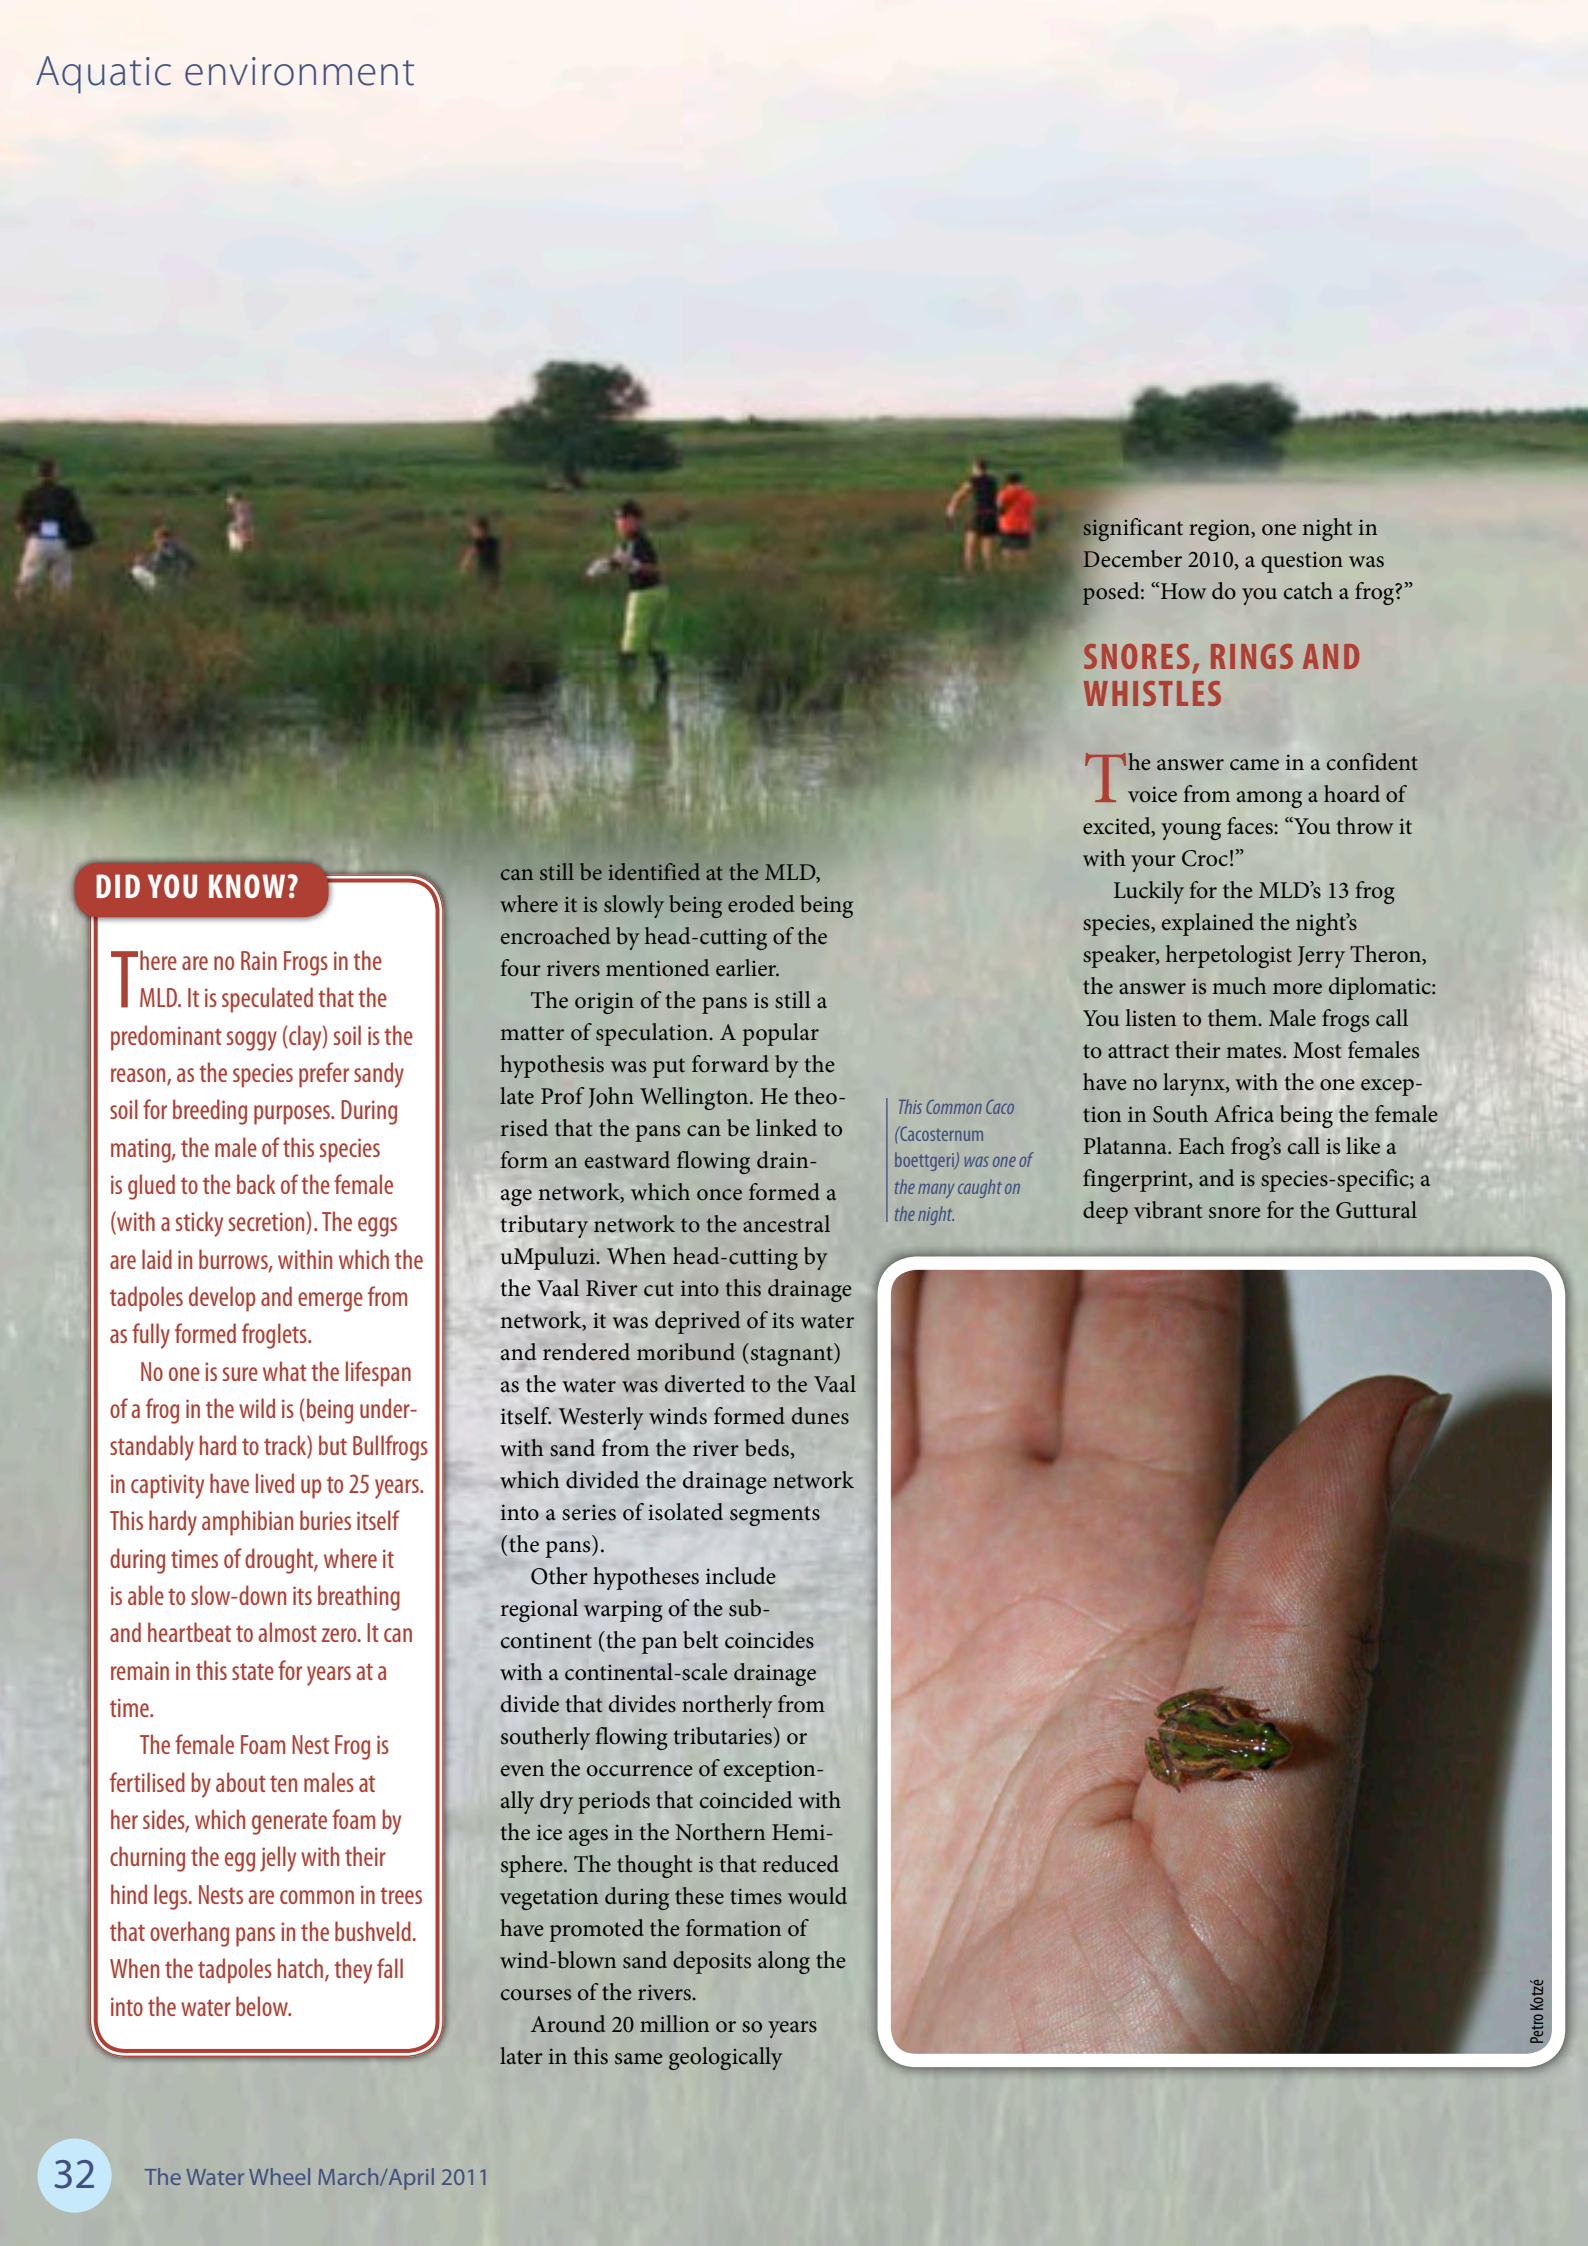 Aquatic environment
DID YOU KNOW?
There are no Rain Frogs in the
MLD. It is speculated that the
predominant soggy (clay) soil is the
reason, as the species prefer sandy
soil for breeding purposes. During
mating, the male of this species
is glued to the back of the female
(with a sticky secretion). The eggs
are laid in burrows, within which the
tadpoles develop and emerge from
as fully formed froglets.
No one is sure what the lifespan
of a frog in the wild is (being under-
standably hard to track) but Bullfrogs
in captivity have lived up to 25 years.
This hardy amphibian buries itself
during times of drought, where it
is able to slow-down its breathing
and heartbeat to almost zero. It can
remain in this state for years at a
time.
The female Foam Nest Frog is
fertilised by about ten males at
her sides, which generate foam by
churning the egg jelly with their
hind legs. Nests are common in trees
that overhang pans in the bushveld.
When the tadpoles hatch, they fall
into the water below.
can still be identified at the MLD,
where it is slowly being eroded being
encroached by head-cutting of the
four rivers mentioned earlier.
The origin of the pans is still a
matter of speculation. A popular
hypothesis was put forward by the
late Prof John Wellington. He theo-
rised that the pans can be linked to
form an eastward flowing drain-
age network, which once formed a
tributary network to the ancestral
uMpuluzi. When head-cutting by
the Vaal River cut into this drainage
network, it was deprived of its water
and rendered moribund (stagnant)
as the water was diverted to the Vaal
itself. Westerly winds formed dunes
with sand from the river beds,
which divided the drainage network
into a series of isolated segments
(the pans).
Other hypotheses include
regional warping of the sub-
continent (the pan belt coincides
with a continental-scale drainage
divide that divides northerly from
southerly flowing tributaries) or
even the occurrence of exception-
ally dry periods that coincided with
the ice ages in the Northern Hemi-
sphere. The thought is that reduced
vegetation during these times would
have promoted the formation of
wind-blown sand deposits along the
courses of the rivers.
Around 20 million or so years
later in this same geologically
significant region, one night in
December 2010, a question was
posed: “How do you catch a frog?”
SNORES, RINGS AND
WHISTLES
The answer came in a confident
voice from among a hoard of
excited, young faces: “You throw it
with your Croc!”
Luckily for the MLD’s 13 frog
species, explained the night’s
speaker, herpetologist Jerry Theron,
the answer is much more diplomatic:
You listen to them. Male frogs call
to attract their mates. Most females
have no larynx, with the one excep-
tion in South Africa being the female
Platanna. Each frog’s call is like a
fingerprint, and is species-specific; a
deep vibrant snore for the Guttural
This Common Caco
(Cacosternum
boettgeri) was one of
the many caught on
the night.
Petro Kotzé
32
The Water Wheel March/April 2011